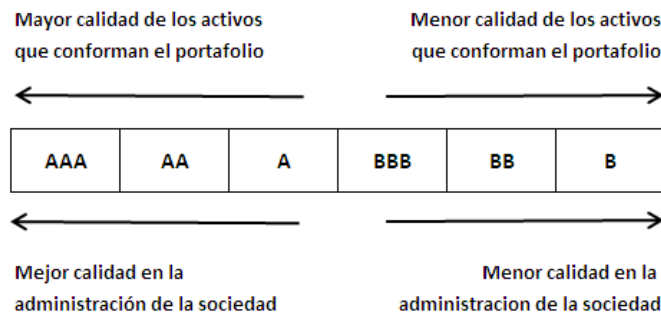 Mayor calidad de los activos
que conforman el portafolio
Menor calidad de los activos
que conforman el portafolio
AAA AA A BBB BB B
Mejor calidad en la
administración de la sociedad
Menor calidad en la
administracion de la sociedad